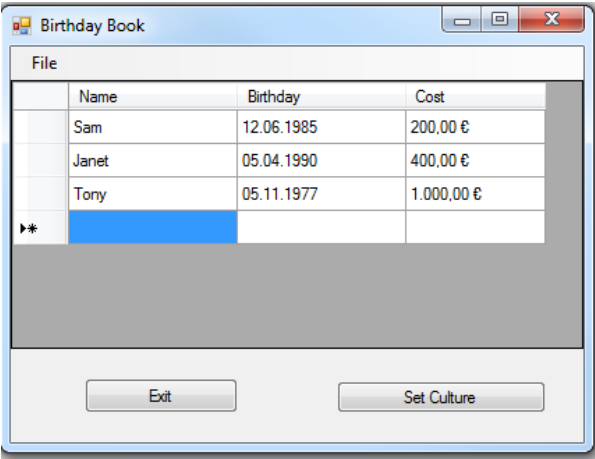 Birthday Book
File
Name Birthday Cost
Sam 12.06.1985 200,00 €
Janet 05.04.1990 400,00 €
Tony 05.11.1977 1.000,00 €
Exit Set Culture